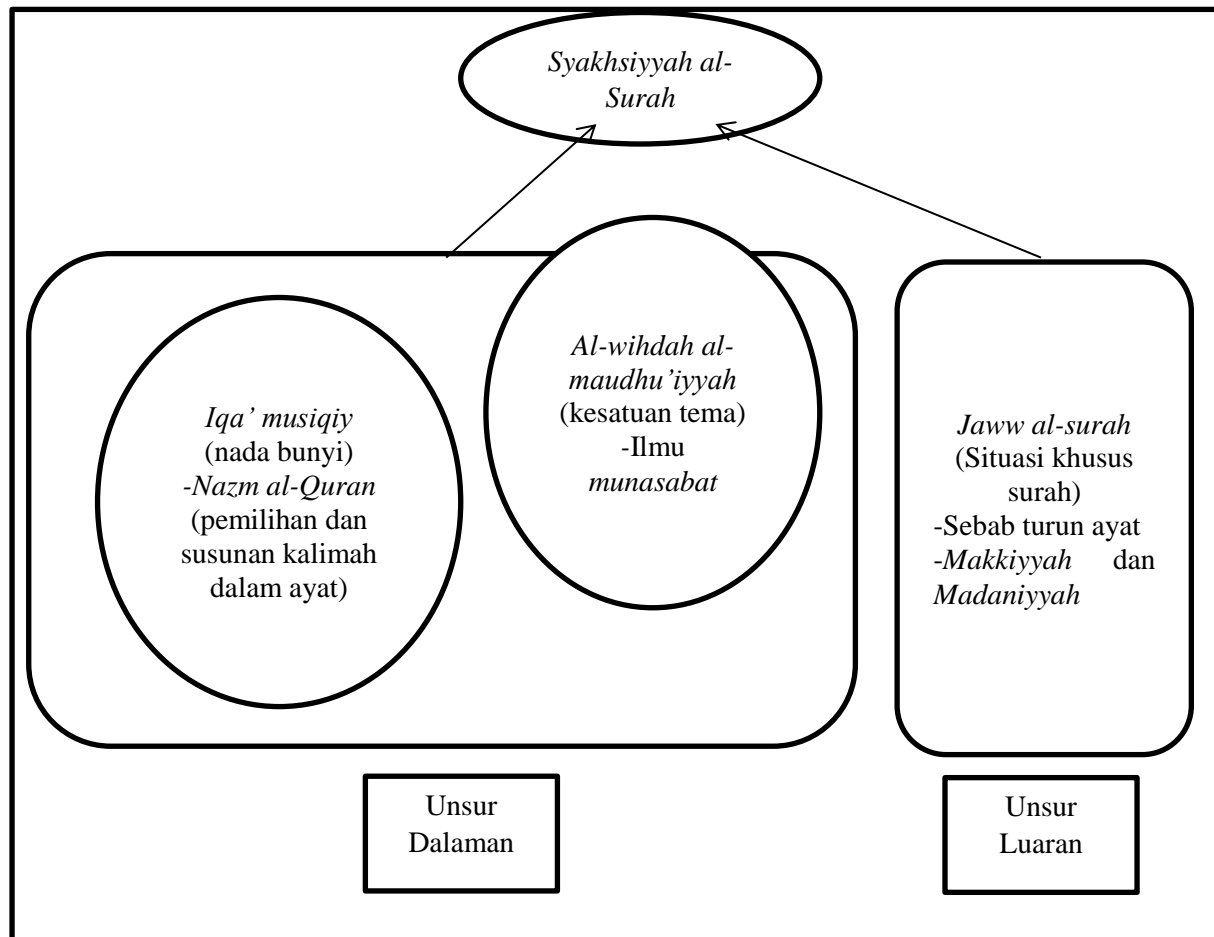 Syakhsiyyah al-
Surah
Iqa’ musiqiy
(nada bunyi)
-Nazm al-Quran
(pemilihan dan
susunan kalimah
dalam ayat)
Al-wihdah al-
maudhu’iyyah
(kesatuan tema)
-Ilmu
munasabat
Jaww al-surah
(Situasi khusus
surah)
-Sebab turun ayat
-Makkiyyah dan
Madaniyyah
Unsur
Dalaman
Unsur
Luaran